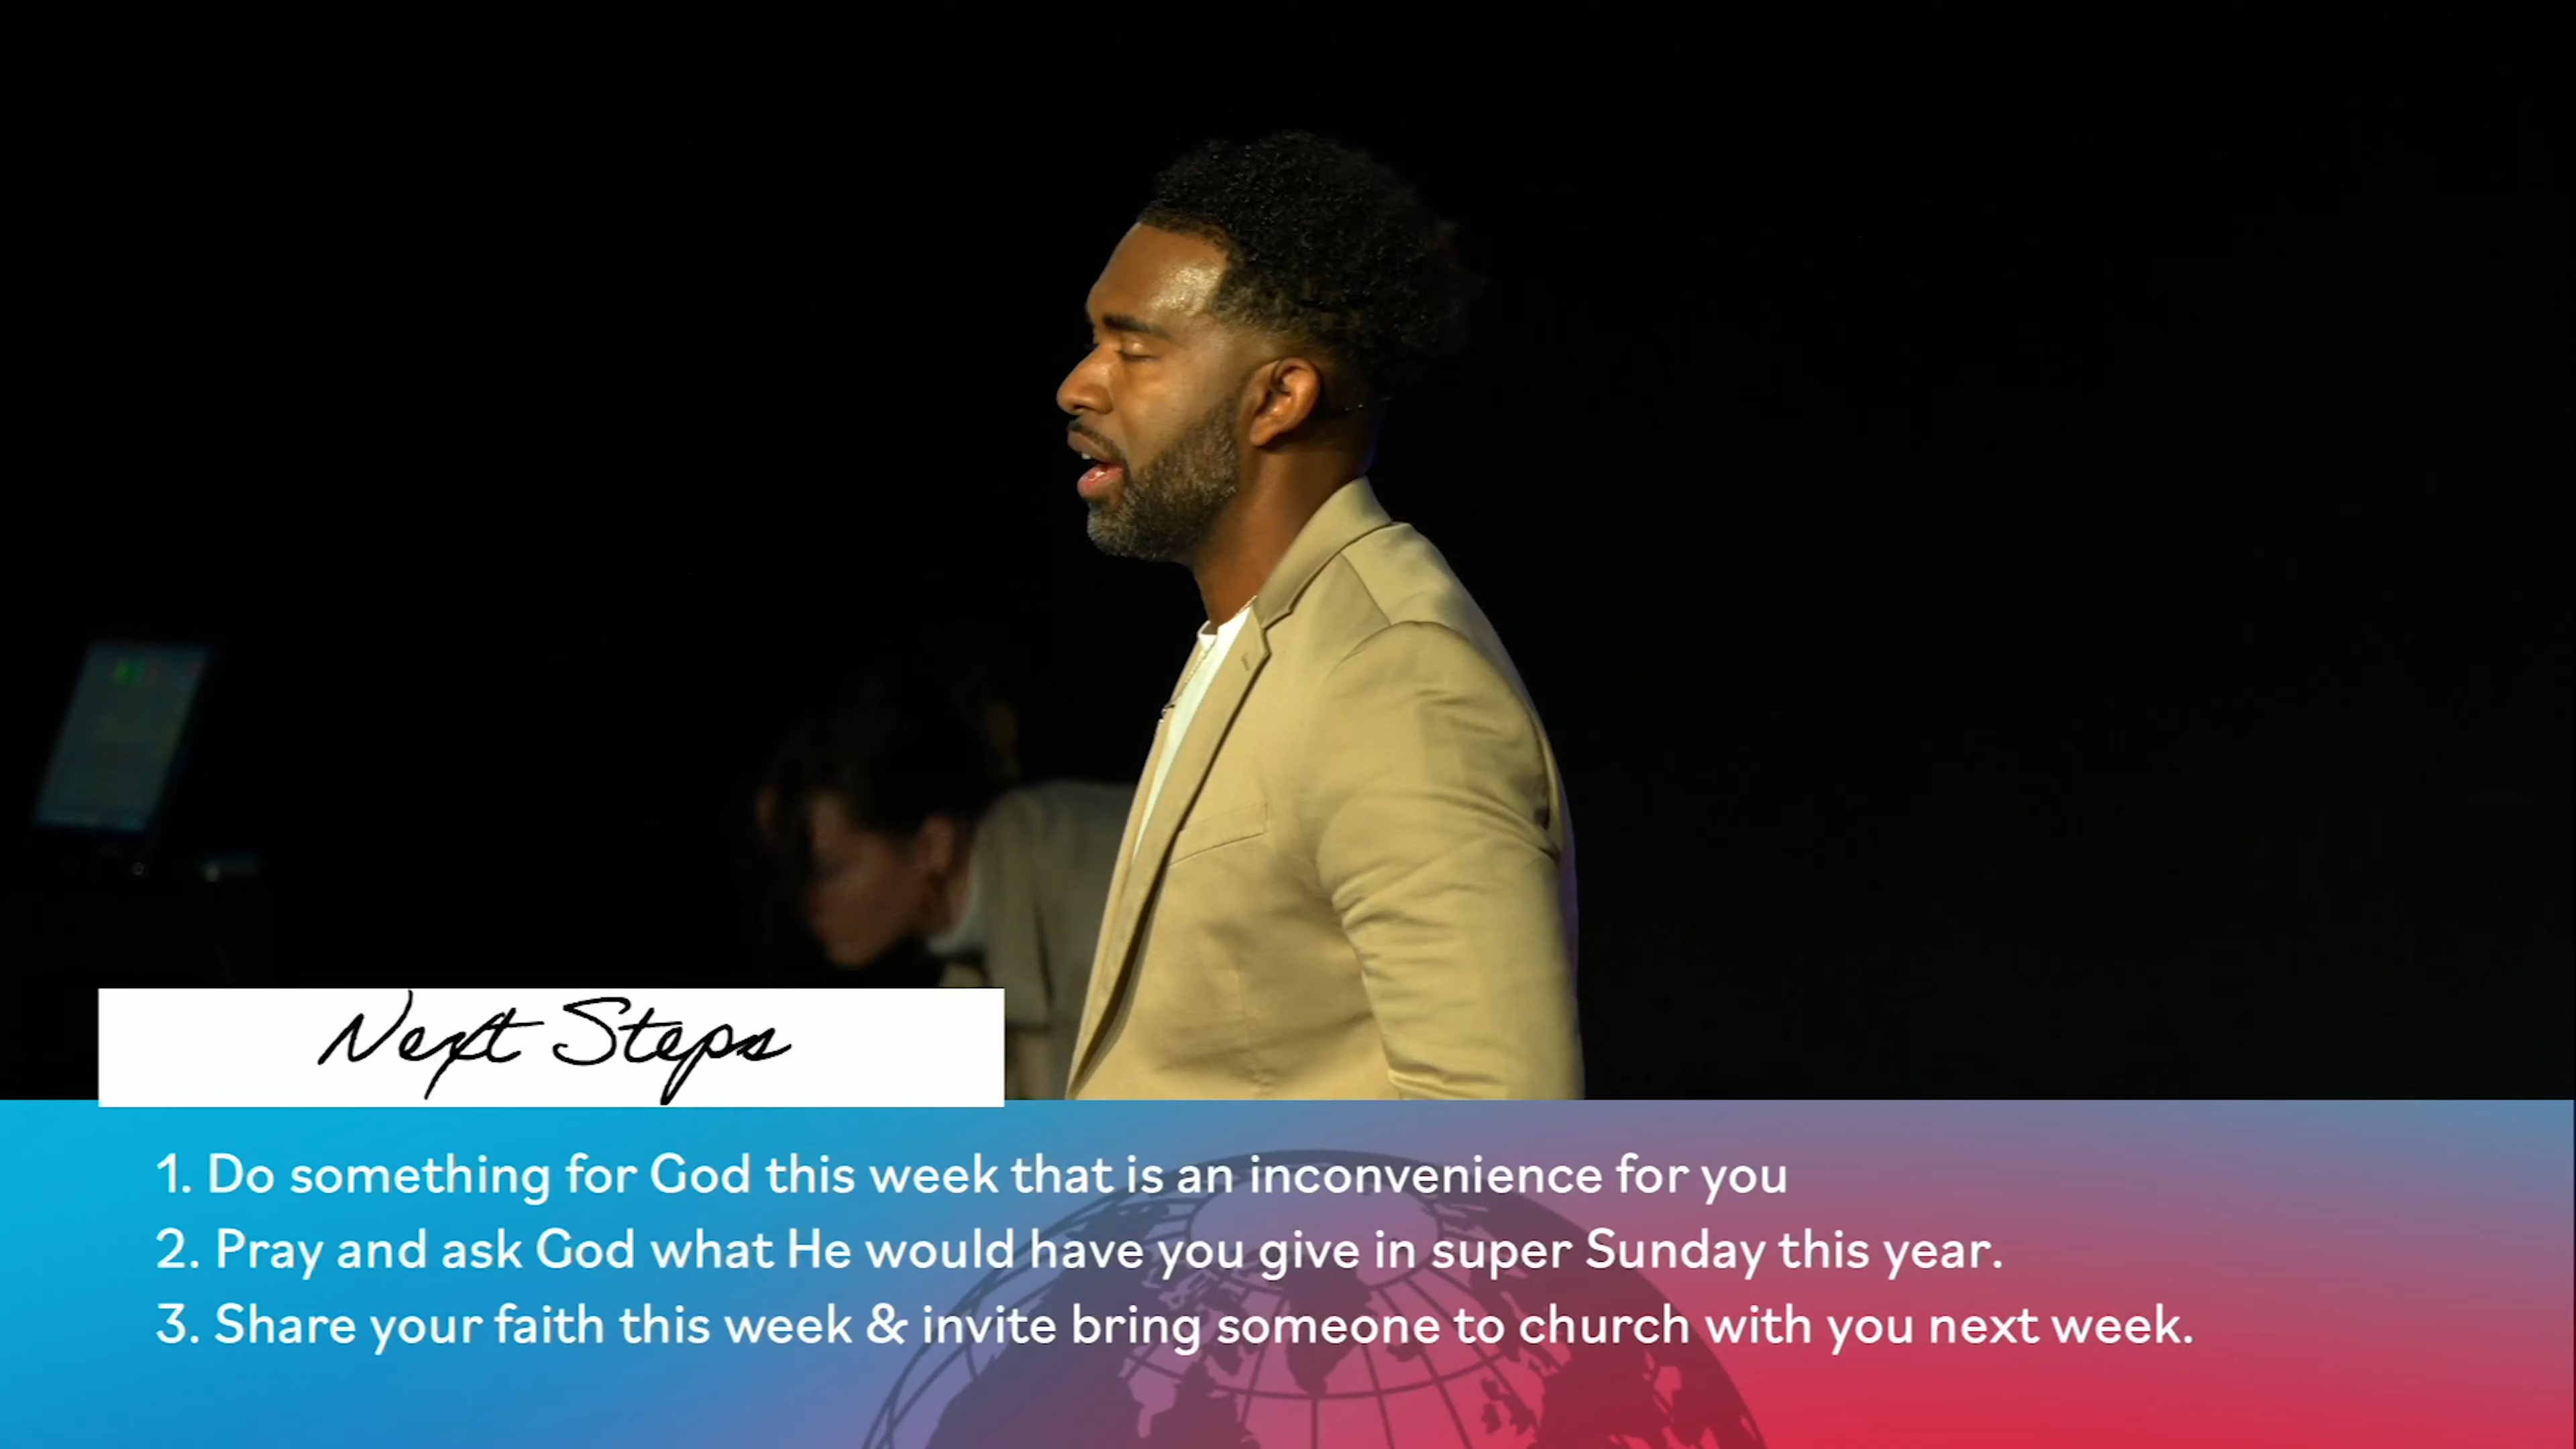 Next Steps
1. Do something for God this week that is an inconvenience for you
2. Pray and ask God what He would have you give in super Sunday this year.
3. Share your faith this week & invite bring someone to church with you next week.